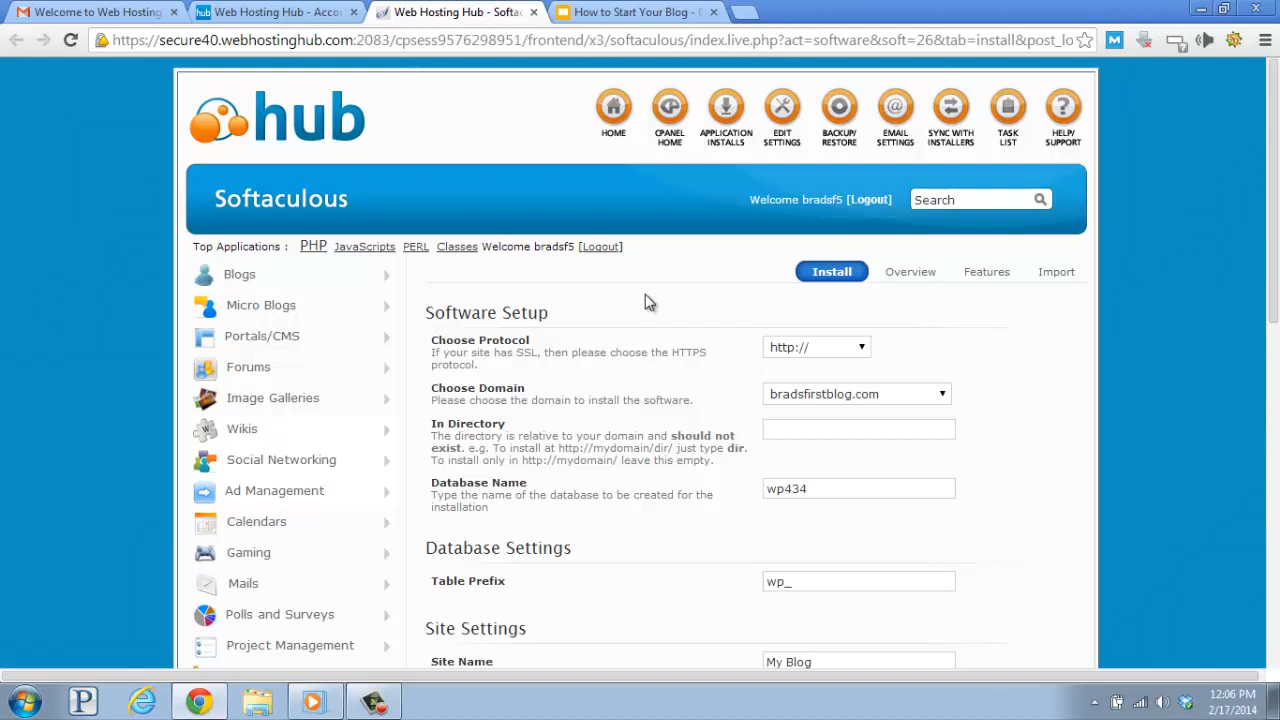 Welcome to Web Hosting
Web Hosting Hub - Accou
Web Hosting Hub - Softac
How to Start Your Blog - G
https://secure40.webhostinghub.com:2083/cpsess9576298951/frontend/x3/softaculous/index.live.php?act=software&soft=26&tab=install&post_lo
hub
HOME
CPANEL HOME
APPLICATION INSTALLS
EDIT SETTINGS
BACKUP/ RESTORE
EMAIL SETTINGS
SYNC WITH INSTALLERS
TASK LIST
HELP/ SUPPORT
Softaculous
Welcome bradsf5 [Logout]
Search
Top Applications : PHP JavaScripts PERL Classes Welcome bradsf5 [Logout]
Install Overview Features Import
Blogs
Micro Blogs
Portals/CMS
Forums
Image Galleries
Wikis
Social Networking
Ad Management
Calendars
Gaming
Mails
Polls and Surveys
Project Management
Software Setup
Choose Protocol
If your site has SSL, then please choose the HTTPS
protocol.
http://
Choose Domain
Please choose the domain to install the software.
bradsfirstblog.com
In Directory
The directory is relative to your domain and should not
exist. e.g. To install at http://mydomain/dir/ just type dir.
To install only in http://mydomain/ leave this empty.
Database Name
Type the name of the database to be created for the
installation
wp434
Database Settings
Table Prefix
wp_
Site Settings
Site Name
My Blog
12:06 PM
2/17/2014